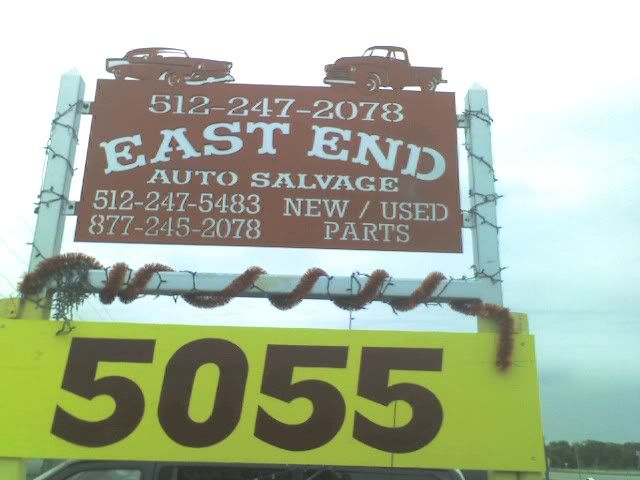 512-247-2078
EAST END
AUTO SALVAGE
512-247-5483 NEW / USED
877-245-2078 PARTS
5055